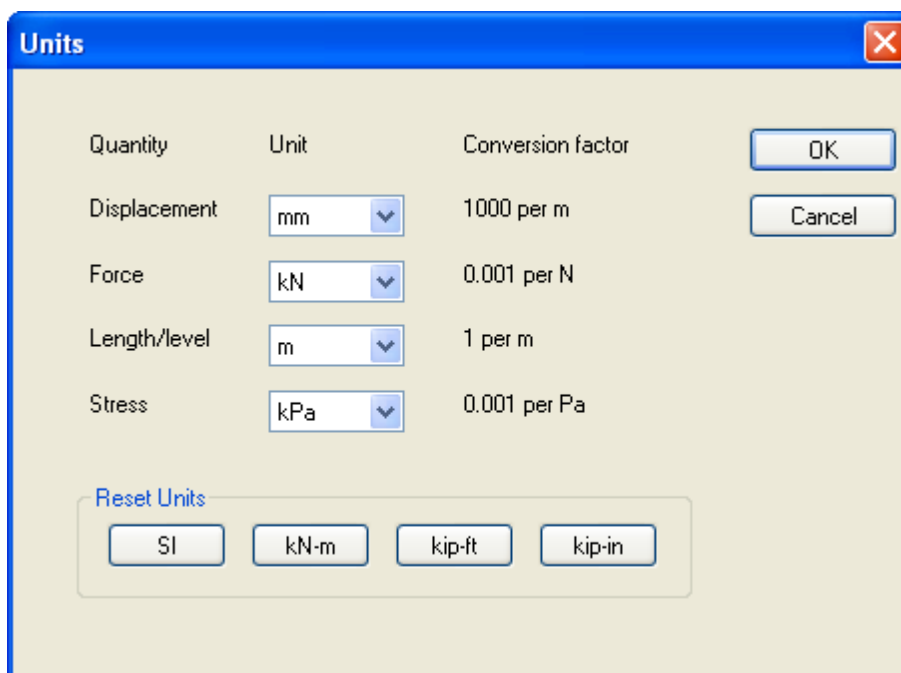 Units
Quantity Unit Conversion factor OK
Displacement mm 1000 per m Cancel
Force kN 0.001 per N
Length/level m 1 per m
Stress kPa 0.001 per Pa
Reset Units
SI kN-m kip-ft kip-in